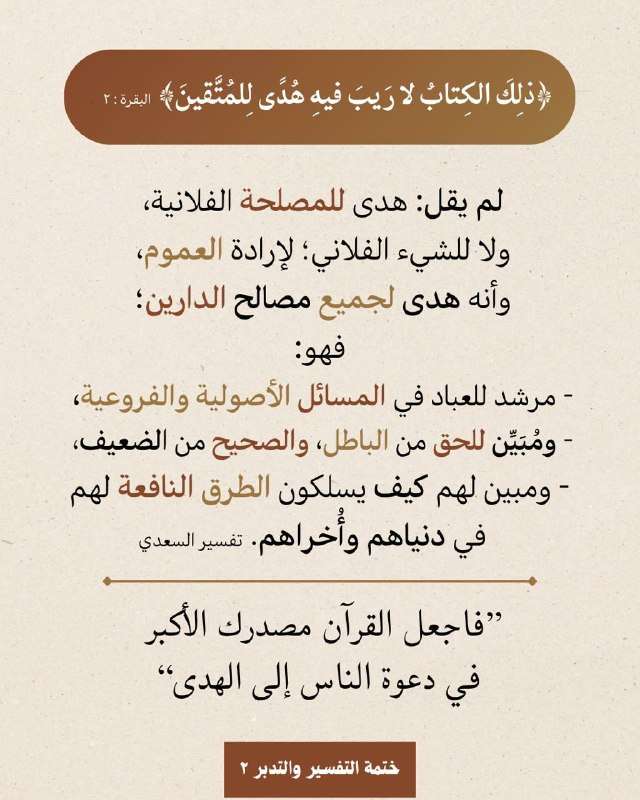 ﴿ذلِكَ الكِتابُ لا رَيبَ فيهِ هُدًى لِلمُتَّقينَ﴾ البقرة : ٢
لم يقل: هدى للمصلحة الفلانية،
ولا للشيء الفلاني؛ لإرادة العموم،
وأنه هدى لجميع مصالح الدارين؛
فهو:
- مرشد للعباد في المسائل الأصولية والفروعية،
- ومُبَيِّن للحق من الباطل، والصحيح من الضعيف،
- ومبين لهم كيف يسلكون الطرق النافعة لهم
في دنياهم وأُخراهم. تفسير السعدي
”فاجعل القرآن مصدرك الأكبر
في دعوة الناس إلى الهدى“
ختمة التفسير والتدبر ٢